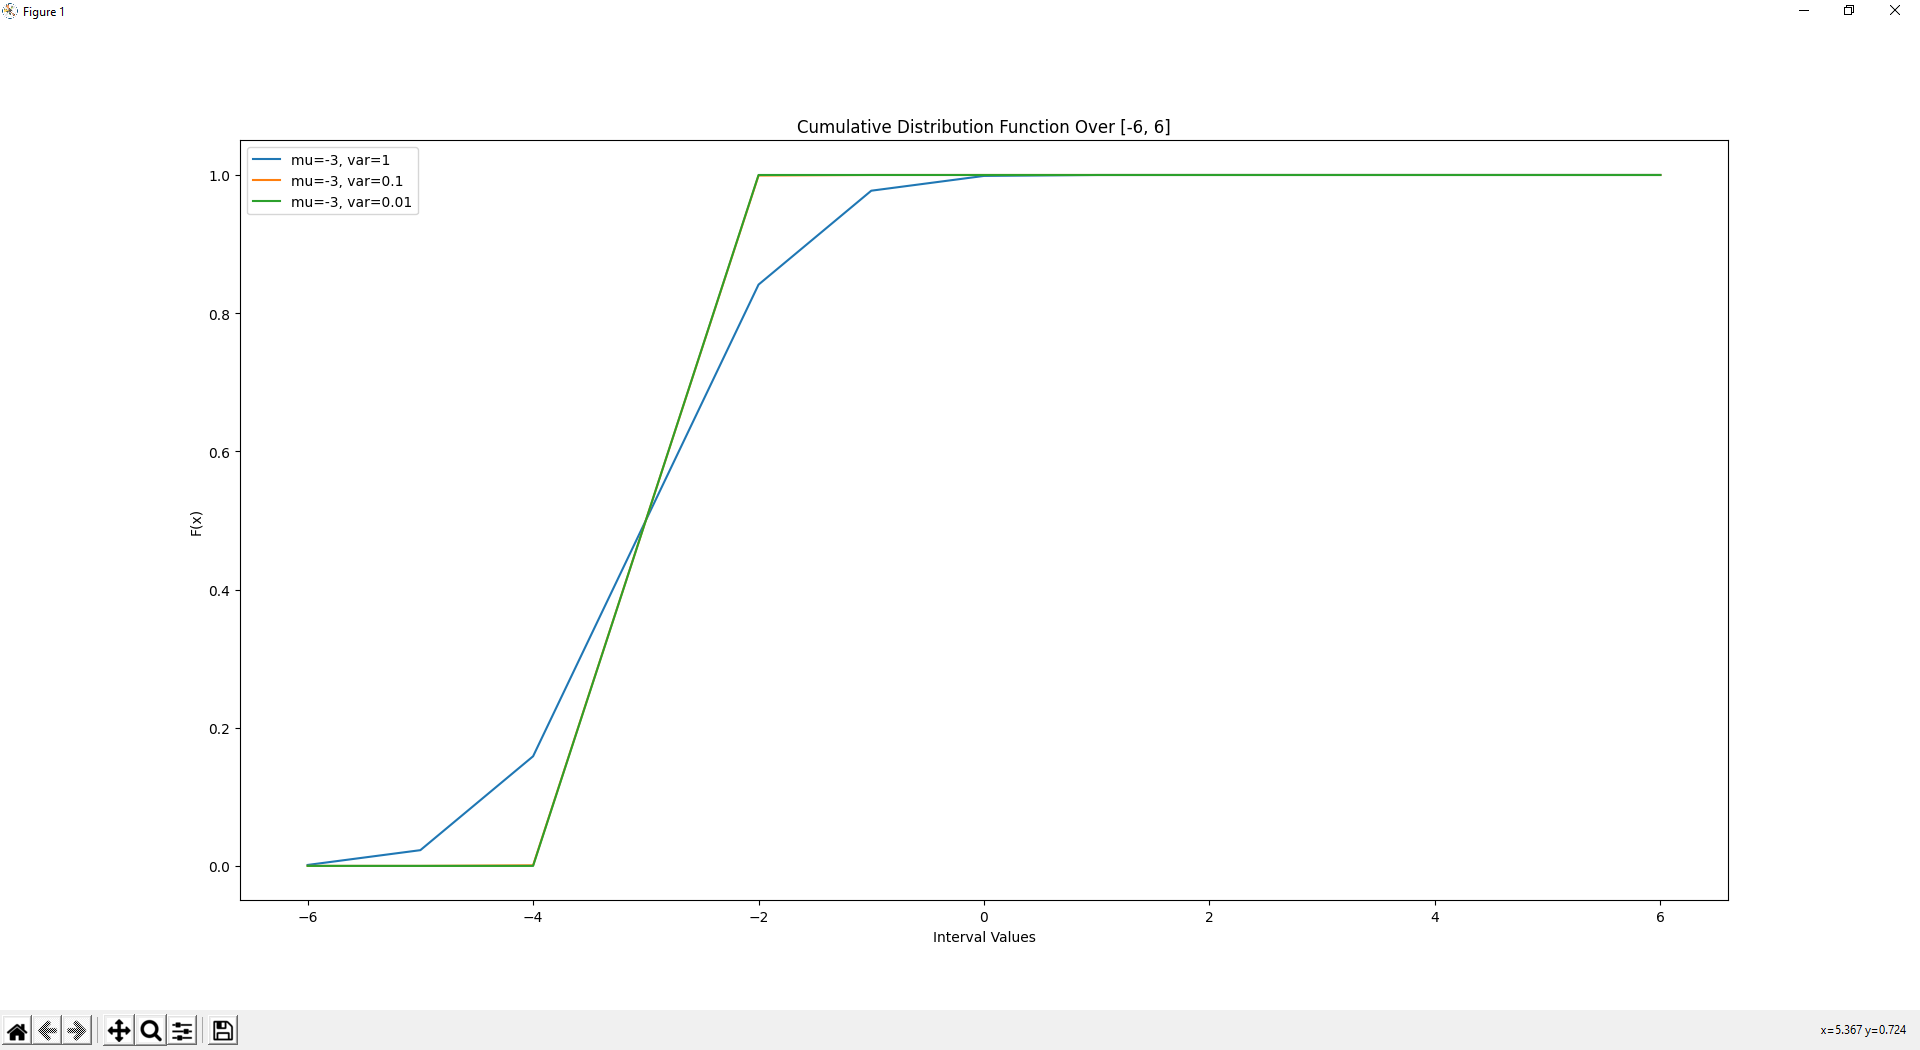 Figure 1
Cumulative Distribution Function Over [-6, 6]
mu=-3, var=1
mu=-3, var=0.1
mu=-3, var=0.01
1.0
0.8
0.6
0.4
0.2
0.0
F(x)
−6 −4 −2 0 2 4 6
Interval Values
x=5.367 y=0.724